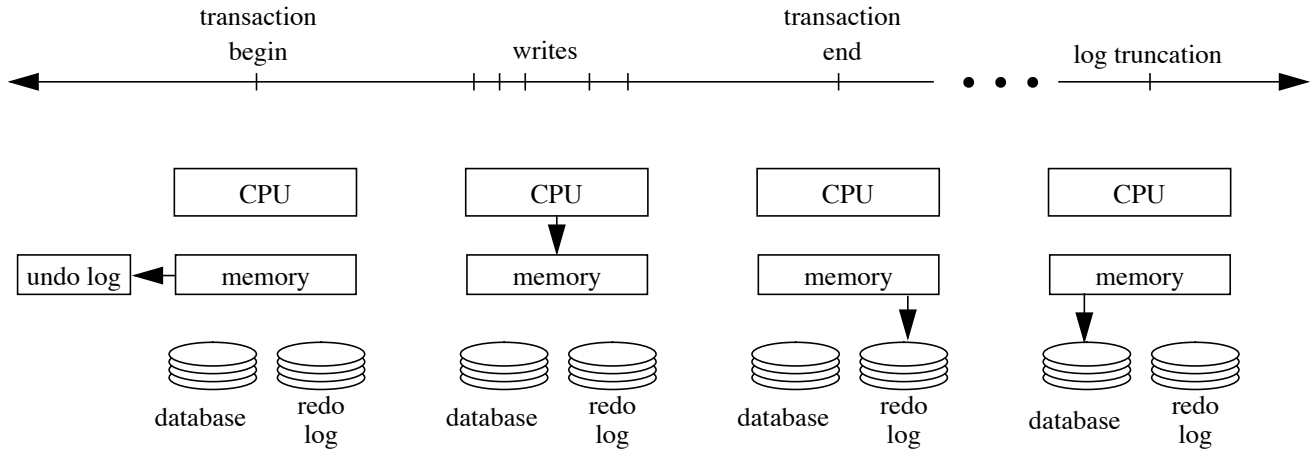 transaction
begin
writes
transaction
end
log truncation
CPU
CPU
CPU
CPU
undo log
memory
memory
memory
memory
database
redo
log
database
redo
log
database
redo
log
database
redo
log